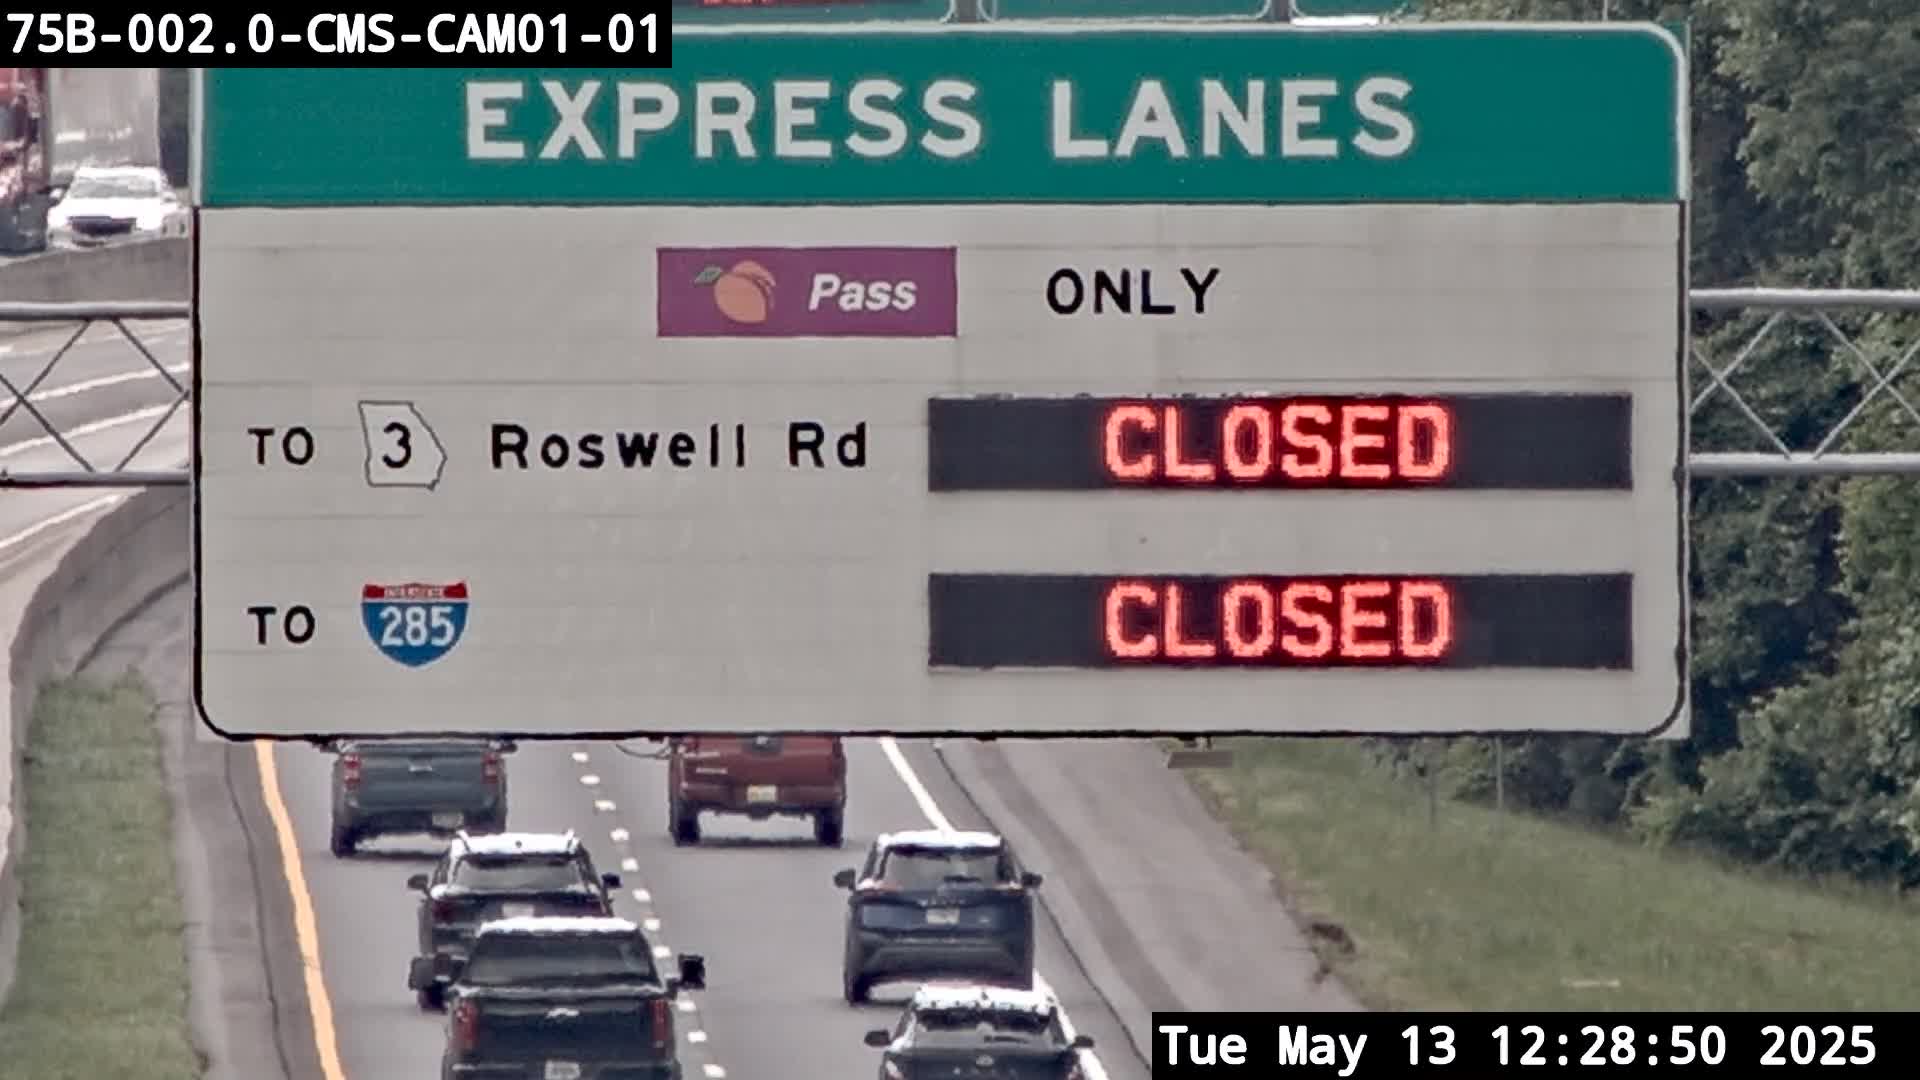 75B-002.0-CMS-CAM01-01
EXPRESS LANES
Pass ONLY
TO 3 Roswell Rd CLOSED
TO INTERSTATE 285 CLOSED
Tue May 13 12:28:50 2025